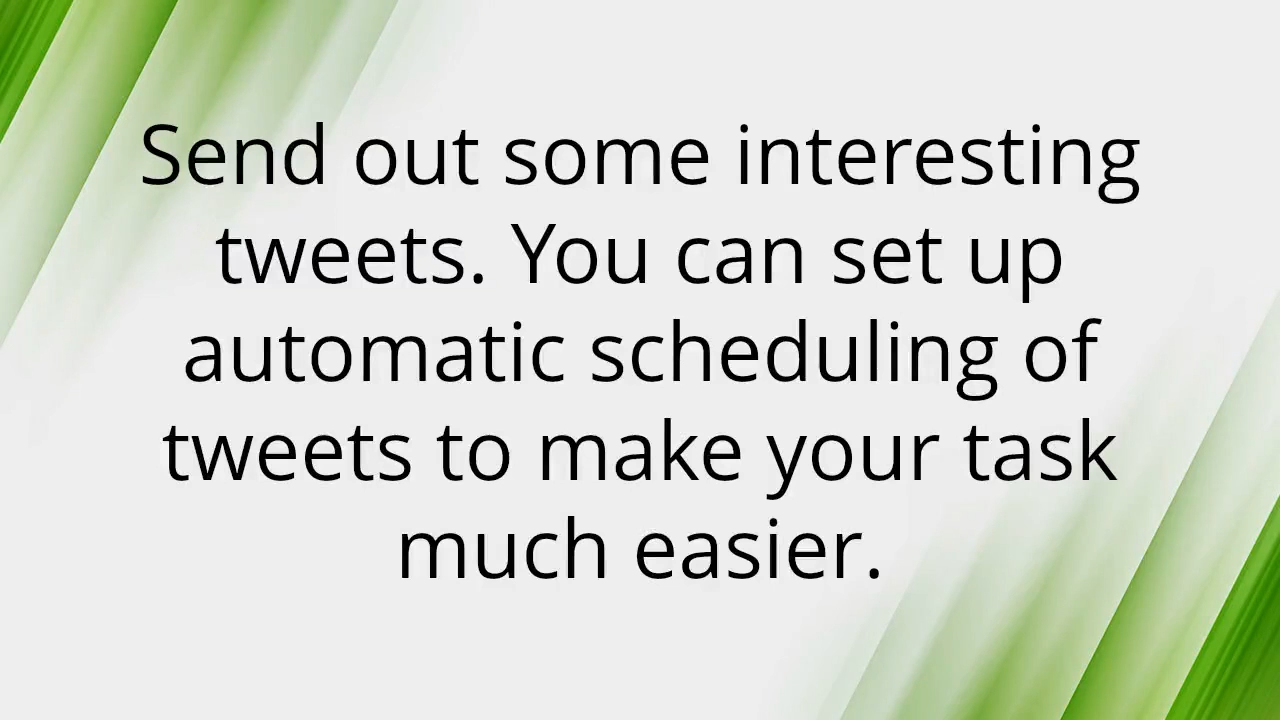 Send out some interesting
tweets. You can set up
automatic scheduling of
tweets to make your task
much easier.